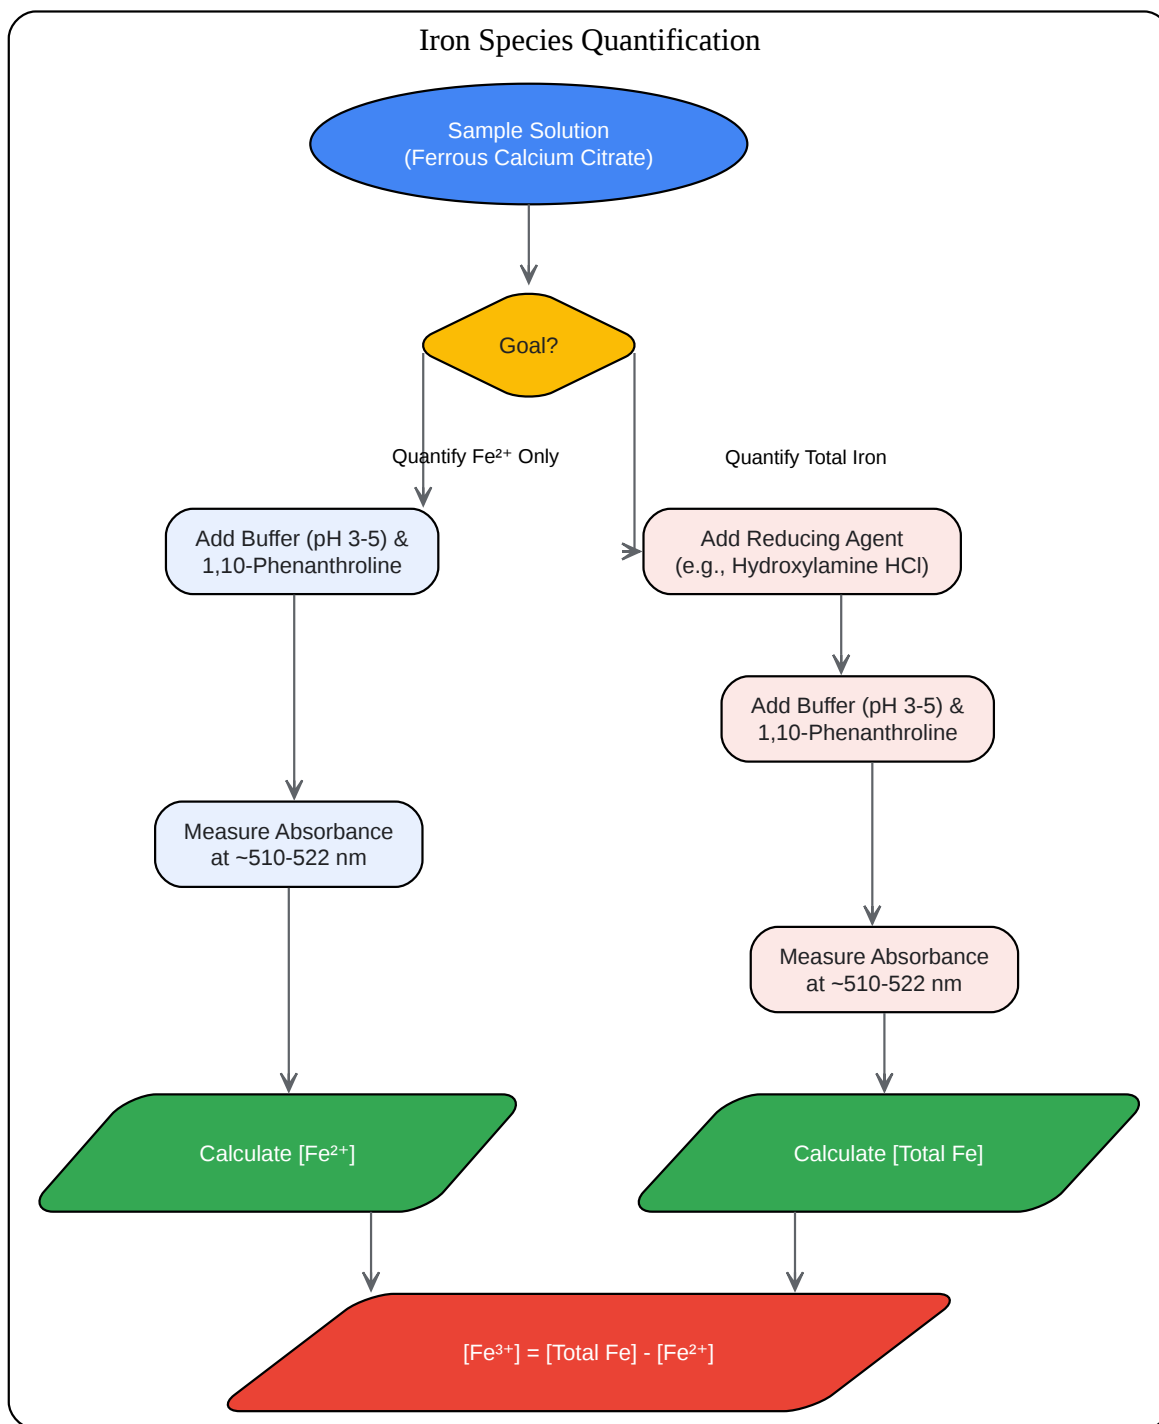 Iron Species Quantification
Sample Solution
(Ferrous Calcium Citrate)
Goal?
Quantify Fe²⁺ Only
Quantify Total Iron
Add Buffer (pH 3-5) &
1,10-Phenanthroline
Add Reducing Agent
(e.g., Hydroxylamine HCl)
Add Buffer (pH 3-5) &
1,10-Phenanthroline
Measure Absorbance
at ~510-522 nm
Measure Absorbance
at ~510-522 nm
Calculate [Fe²⁺]
Calculate [Total Fe]
[Fe³⁺] = [Total Fe] - [Fe²⁺]